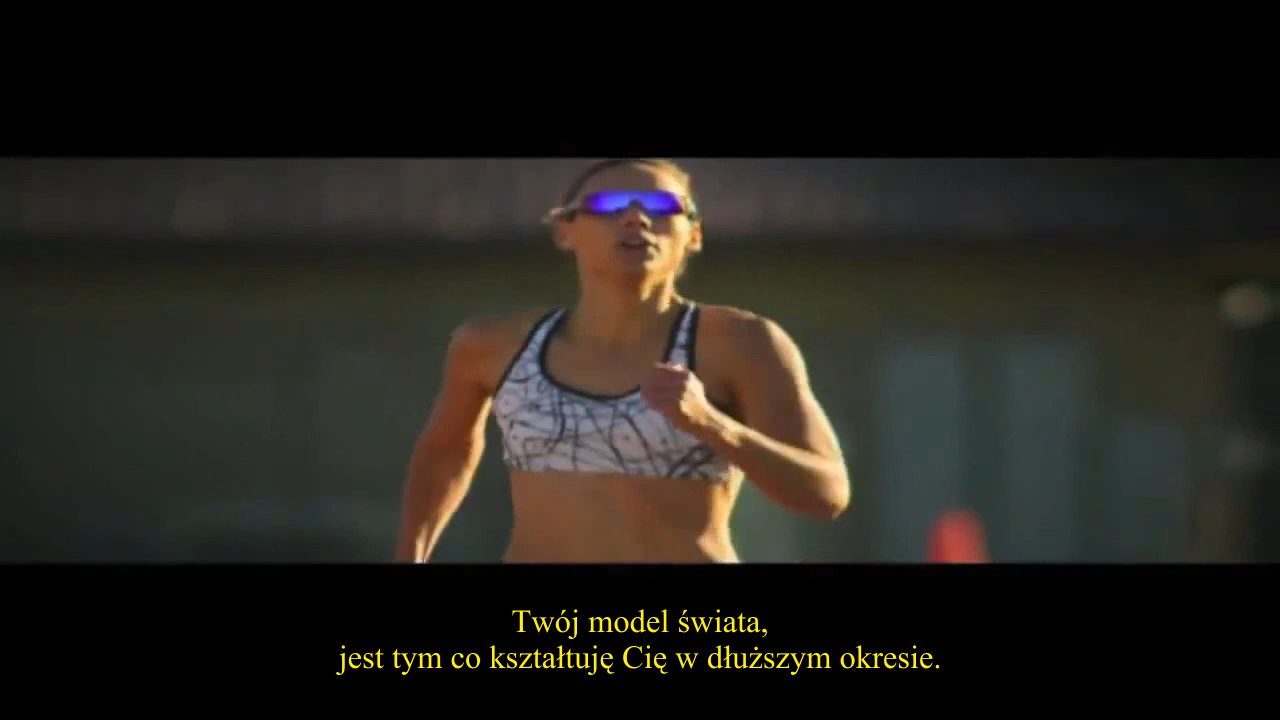 Twój model świata,
jest tym co kształtuję Cię w dłuższym okresie.